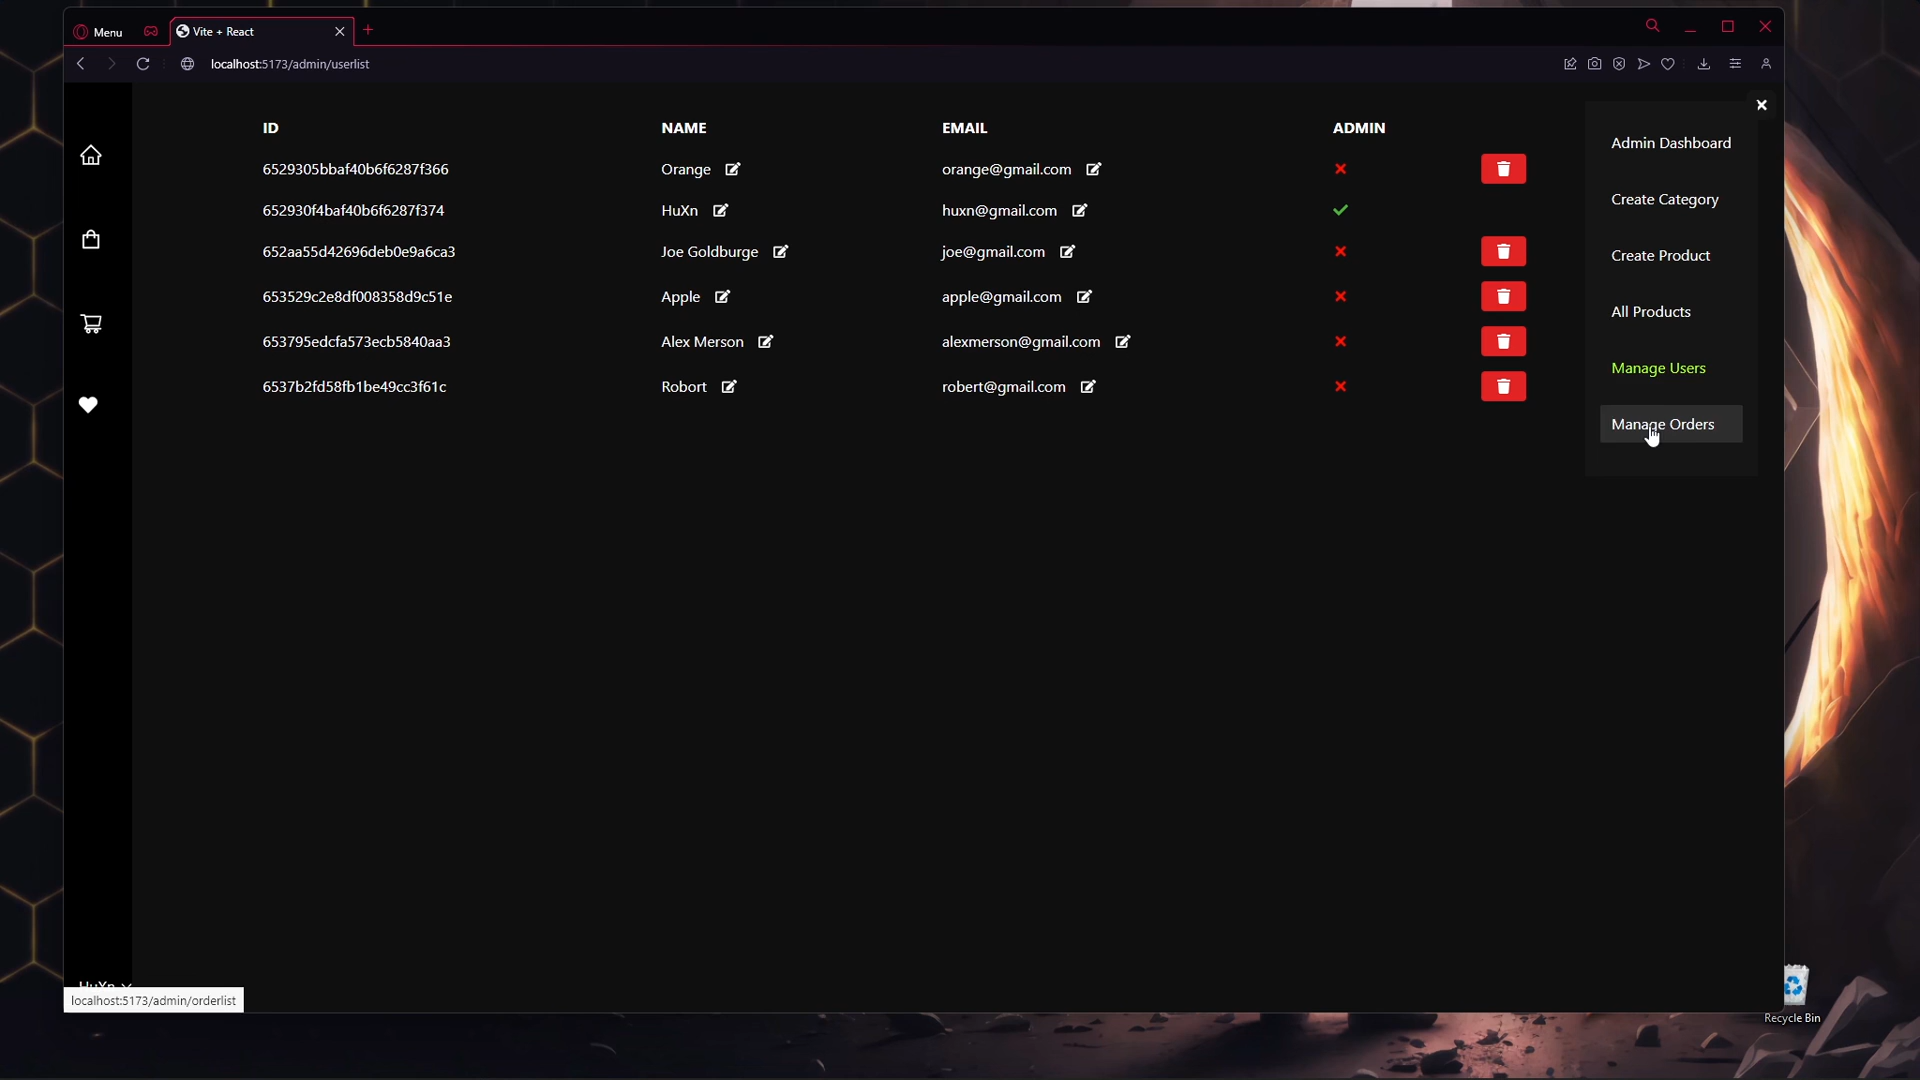 Menu
Vite + React
localhost:5173/admin/userlist
ID NAME EMAIL ADMIN
6529305bbaf40b6f6287f366 Orange orange@gmail.com
652930f4baf40b6f6287f374 HuXn huxn@gmail.com
652aa55d42696deb0e9a6ca3 Joe Goldburge joe@gmail.com
653529c2e8df008358d9c51e Apple apple@gmail.com
653795edcfa573ecb5840aa3 Alex Merson alexmerson@gmail.com
6537b2fd58fb1be49cc3f61c Robort robert@gmail.com
Admin Dashboard
Create Category
Create Product
All Products
Manage Users
Manage Orders
HuXn
localhost:5173/admin/orderlist
Recycle Bin